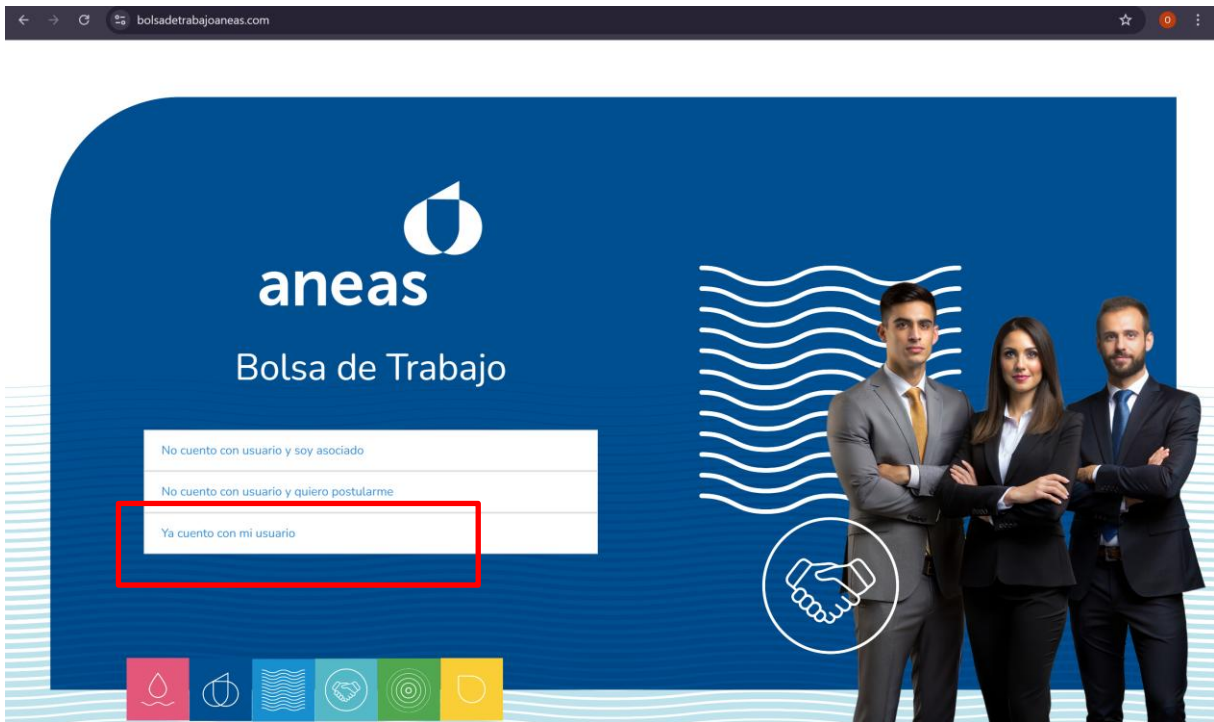 bolsadetrabajoaneas.com
O
aneas
Bolsa de Trabajo
No cuento con usuario y soy asociado
No cuento con usuario y quiero postularme
Ya cuento con mi usuario